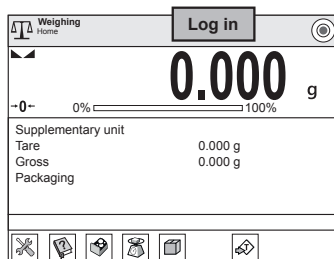 Weighing
Home
Log in
0.000 g
→0←
0% 100%
Supplementary unit
Tare 0.000 g
Gross 0.000 g
Packaging
?
T